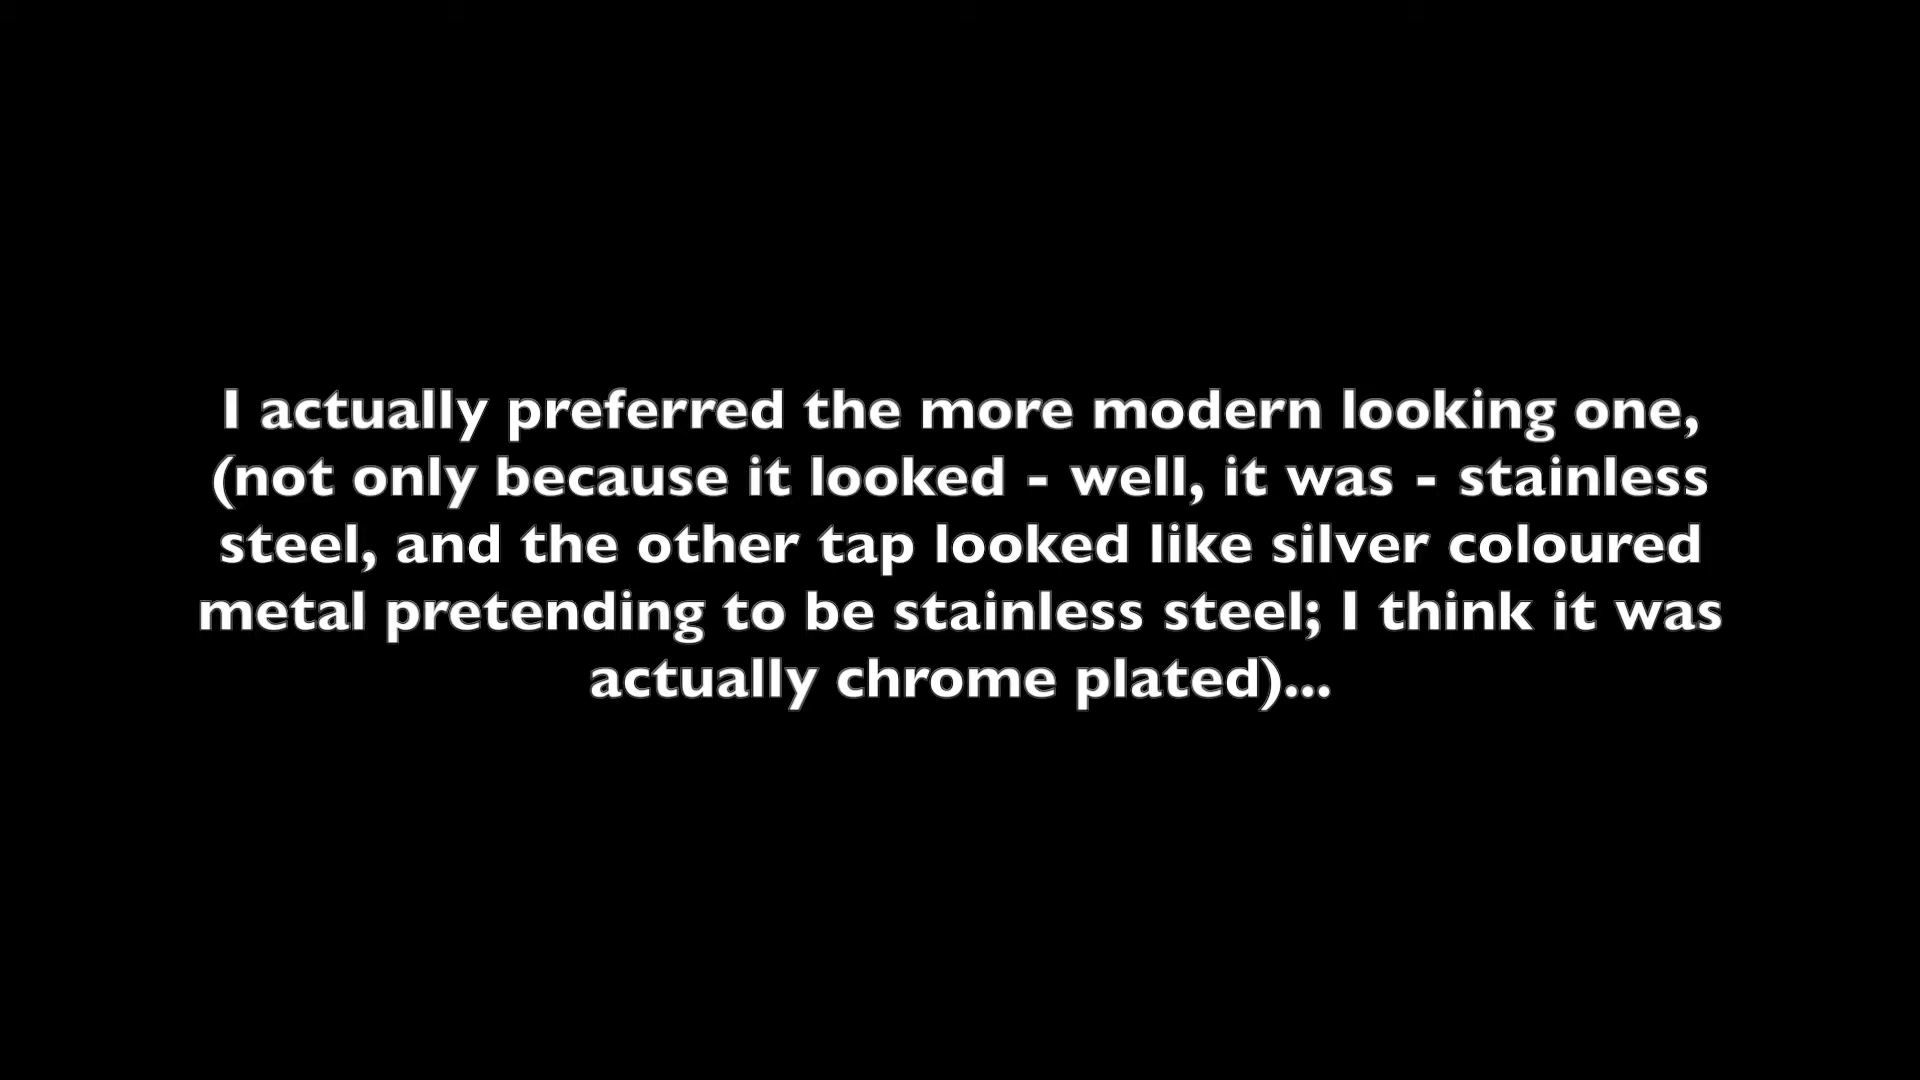 I actually preferred the more modern looking one,
(not only because it looked - well, it was - stainless
steel, and the other tap looked like silver coloured
metal pretending to be stainless steel; I think it was
actually chrome plated)...